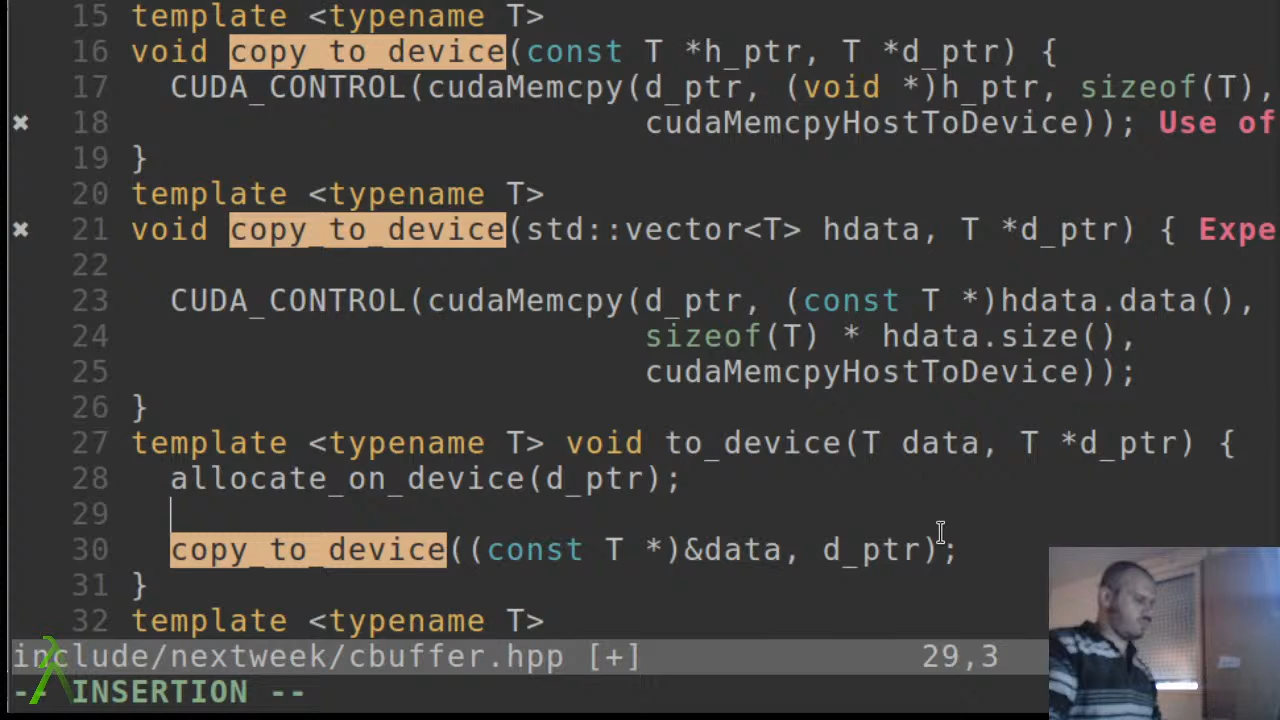 15 template <typename T>
16 void copy_to_device(const T *h_ptr, T *d_ptr) {
17   CUDA_CONTROL(cudaMemcpy(d_ptr, (void *)h_ptr, sizeof(T),
✖ 18                           cudaMemcpyHostToDevice)); Use of
19 }
20 template <typename T>
✖ 21 void copy_to_device(std::vector<T> hdata, T *d_ptr) { Expe
22
23   CUDA_CONTROL(cudaMemcpy(d_ptr, (const T *)hdata.data(),
24                           sizeof(T) * hdata.size(),
25                           cudaMemcpyHostToDevice));
26 }
27 template <typename T> void to_device(T data, T *d_ptr) {
28   allocate_on_device(d_ptr);
29
30   copy_to_device((const T *)&data, d_ptr);
31 }
32 template <typename T>
include/nextweek/cbuffer.hpp [+] 29,3
-- INSERTION --
λ